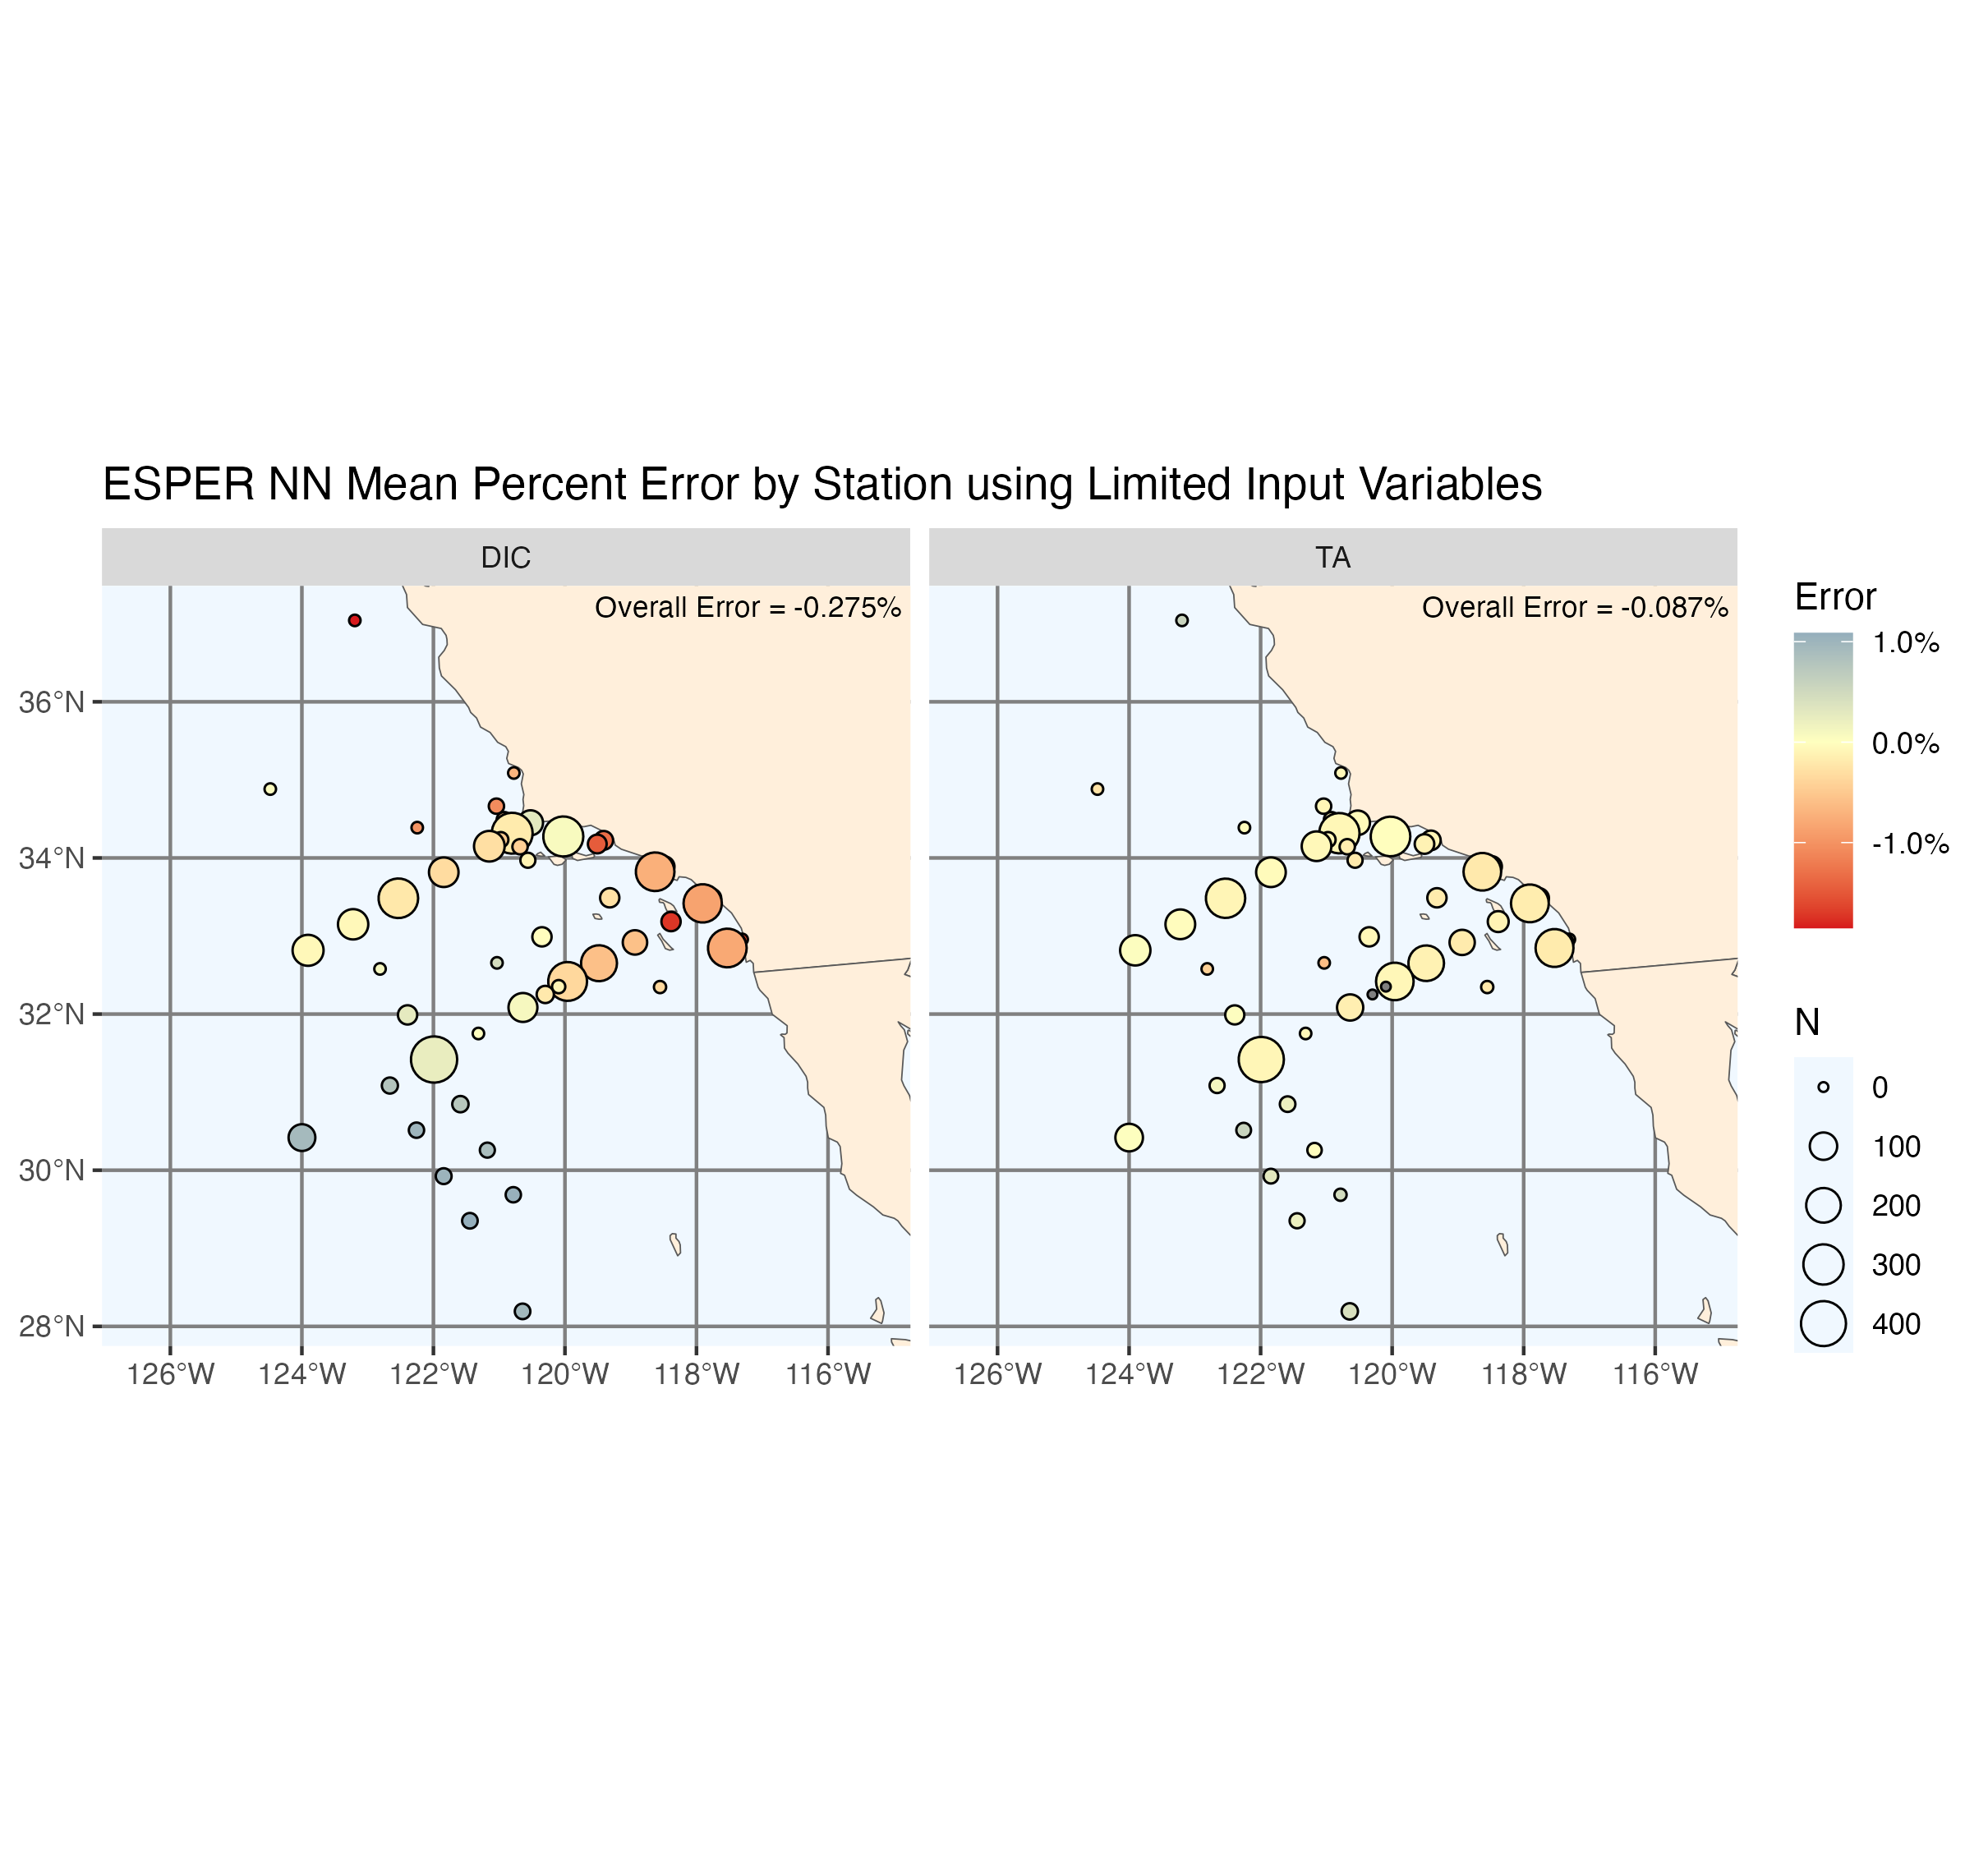 ESPER NN Mean Percent Error by Station using Limited Input Variables
DIC
TA
Overall Error = -0.275%
Overall Error = -0.087%
36°N
34°N
32°N
30°N
28°N
126°W 124°W 122°W 120°W 118°W 116°W
126°W 124°W 122°W 120°W 118°W 116°W
Error
1.0%
0.0%
-1.0%
N
0
100
200
300
400